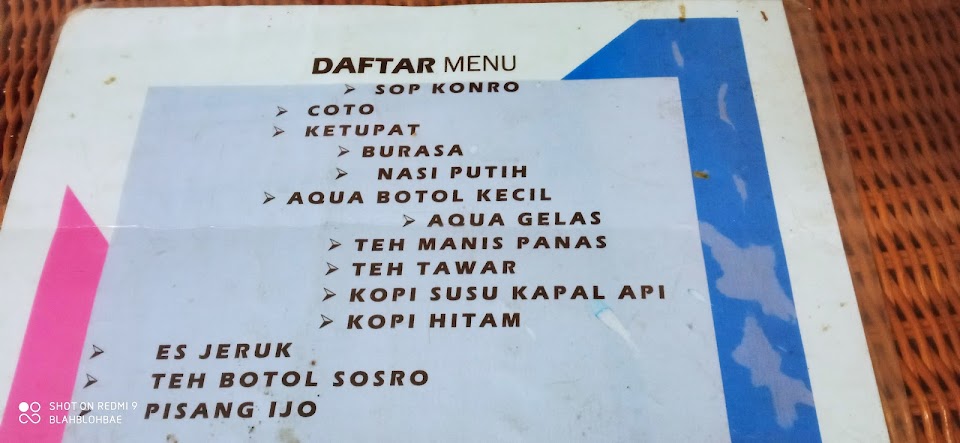 DAFTAR MENU
➢ SOP KONRO
➢ COTO
➢ KETUPAT
➢ BURASA
➢ NASI PUTIH
➢ AQUA BOTOL KECIL
➢ AQUA GELAS
➢ TEH MANIS PANAS
➢ TEH TAWAR
➢ KOPI SUSU KAPAL API
➢ KOPI HITAM
➢ ES JERUK
➢ TEH BOTOL SOSRO
PISANG IJO
SHOT ON REDMI 9
BLAHBLOHBAE